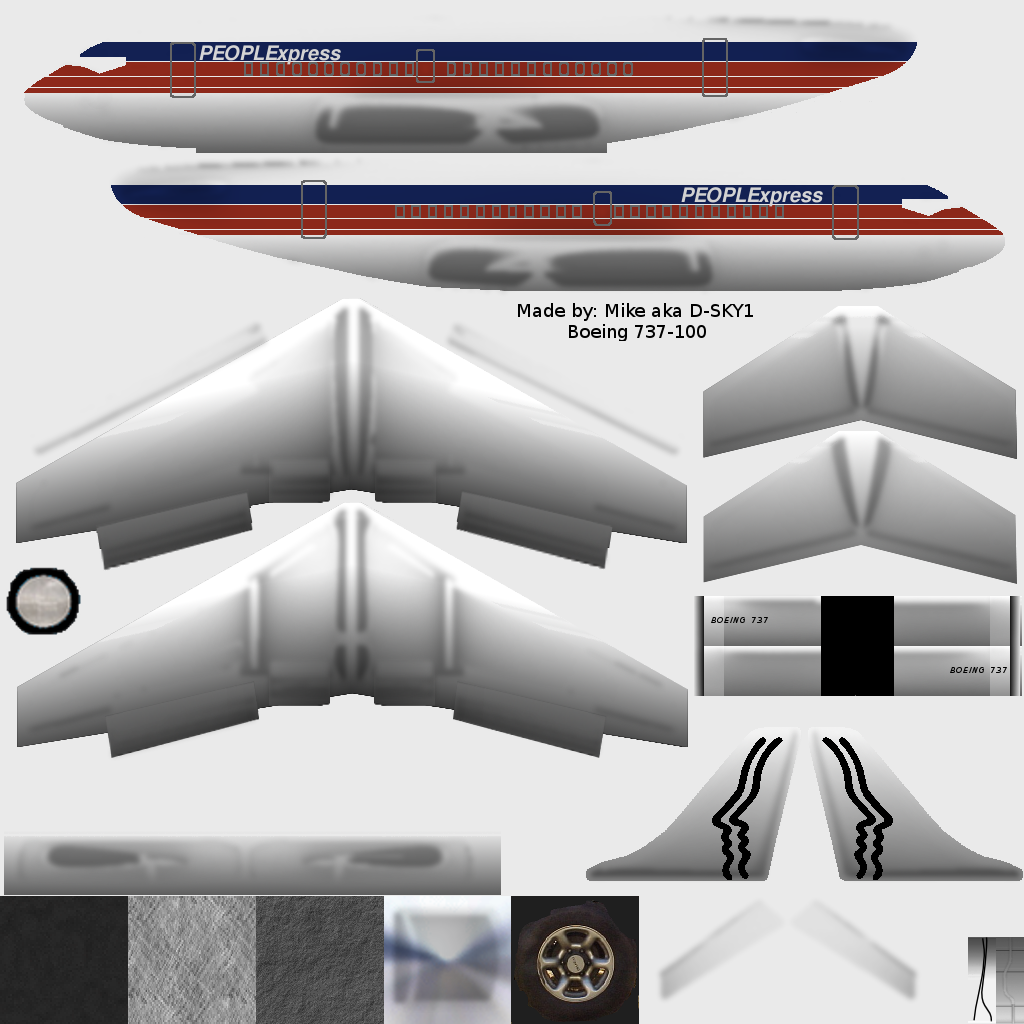 PEOPLExpress
PEOPLExpress
Made by: Mike aka D-SKY1
Boeing 737-100
BOEING 737
BOEING 737